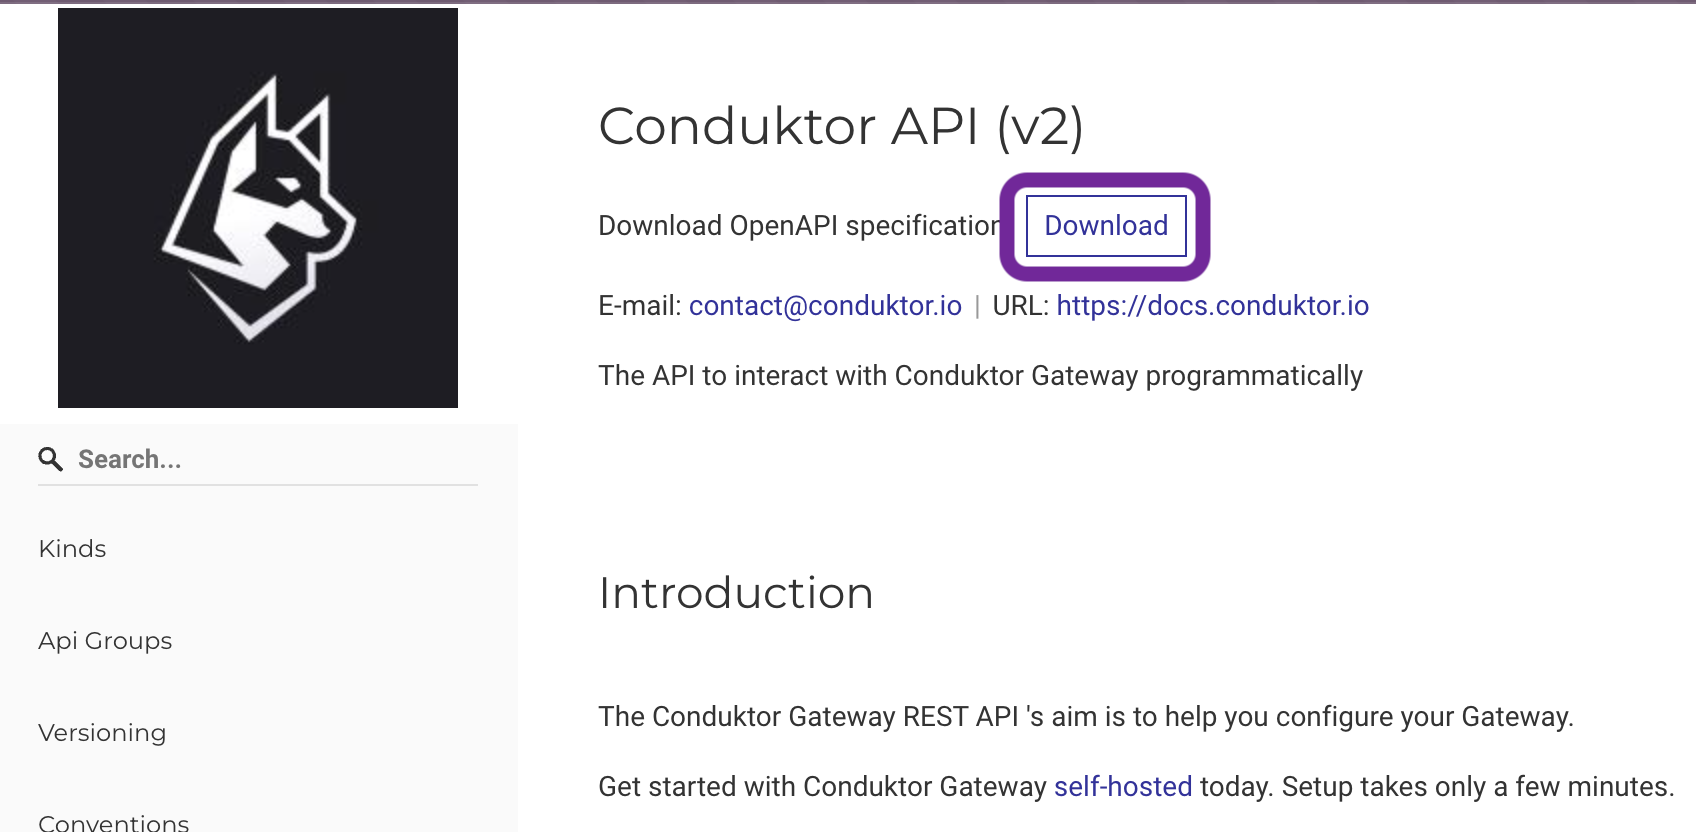 Conduktor API (v2)
Download OpenAPI specification Download
E-mail: contact@conduktor.io | URL: https://docs.conduktor.io
The API to interact with Conduktor Gateway programmatically
Search...
Kinds
Api Groups
Versioning
Conventions
Introduction
The Conduktor Gateway REST API 's aim is to help you configure your Gateway.
Get started with Conduktor Gateway self-hosted today. Setup takes only a few minutes.